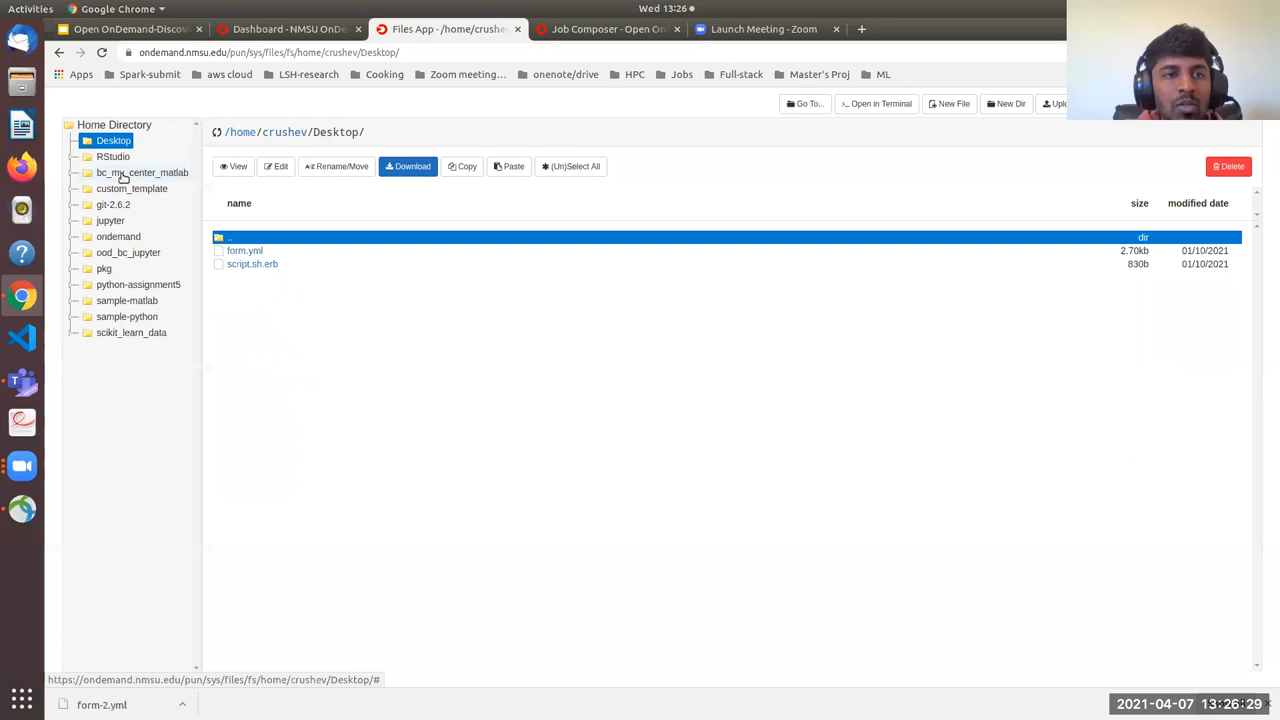 Activities
Google Chrome
Wed 13:26
Open OnDemand-Discov
Dashboard - NMSU OnDe
Files App - /home/crushe
Job Composer - Open On
Launch Meeting - Zoom
ondemand.nmsu.edu/pun/sys/files/fs/home/crushev/Desktop/
Apps
Spark-submit
aws cloud
LSH-research
Cooking
Zoom meeting…
onenote/drive
HPC
Jobs
Full-stack
Master's Proj
ML
Go To...
>_ Open in Terminal
New File
New Dir
Uplo
Home Directory
Desktop
RStudio
bc_my_center_matlab
custom_template
git-2.6.2
jupyter
ondemand
ood_bc_jupyter
pkg
python-assignment5
sample-matlab
sample-python
scikit_learn_data
/home/crushev/Desktop/
View
Edit
Rename/Move
Download
Copy
Paste
(Un)Select All
Delete
name size modified date
.. dir
form.yml 2.70kb 01/10/2021
script.sh.erb 830b 01/10/2021
https://ondemand.nmsu.edu/pun/sys/files/fs/home/crushev/Desktop/#
form-2.yml
2021-04-07 13:26:29